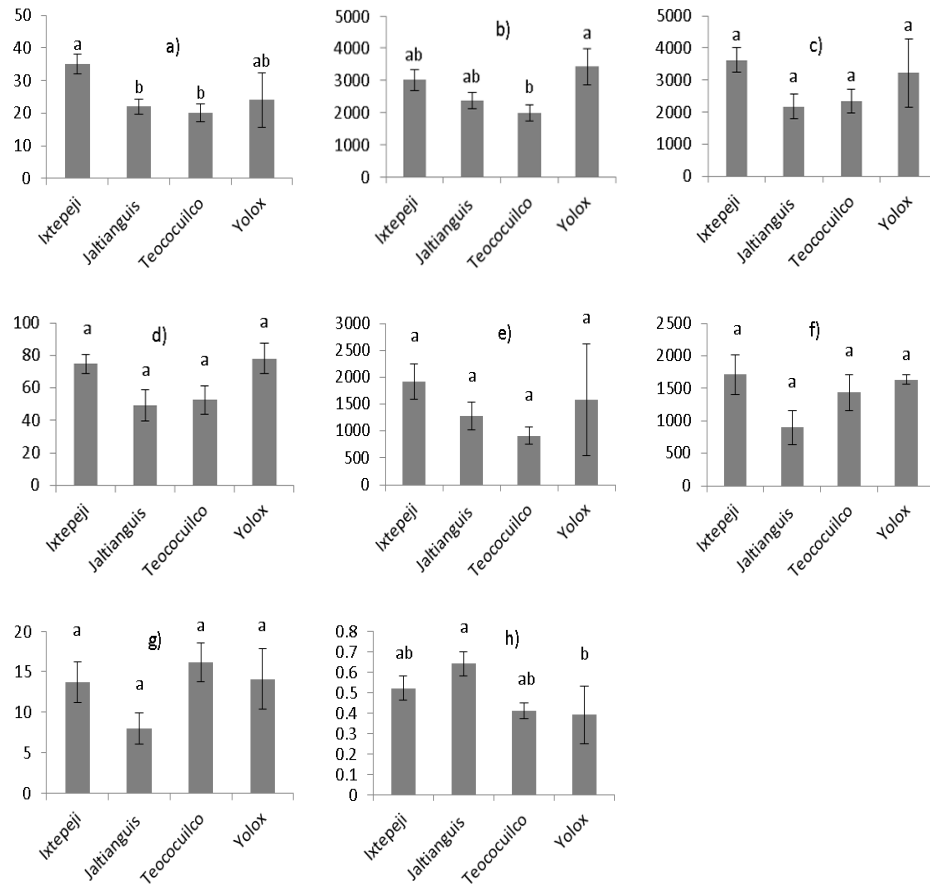 a)
50
40
30
20
10
0
a b b ab
Ixtepeji Jaltianguis Teococuilco Yolox
b)
5000
4000
3000
2000
1000
0
ab ab b a
Ixtepeji Jaltianguis Teococuilco Yolox
c)
5000
4000
3000
2000
1000
0
a a a a
Ixtepeji Jaltianguis Teococuilco Yolox
d)
100
80
60
40
20
0
a a a a
Ixtepeji Jaltianguis Teococuilco Yolox
e)
3000
2500
2000
1500
1000
500
0
a a a a
Ixtepeji Jaltianguis Teococuilco Yolox
f)
2500
2000
1500
1000
500
0
a a a a
Ixtepeji Jaltianguis Teococuilco Yolox
g)
20
15
10
5
0
a a a a
Ixtepeji Jaltianguis Teococuilco Yolox
h)
0.8
0.7
0.6
0.5
0.4
0.3
0.2
0.1
0
ab a ab b
Ixtepeji Jaltianguis Teococuilco Yolox